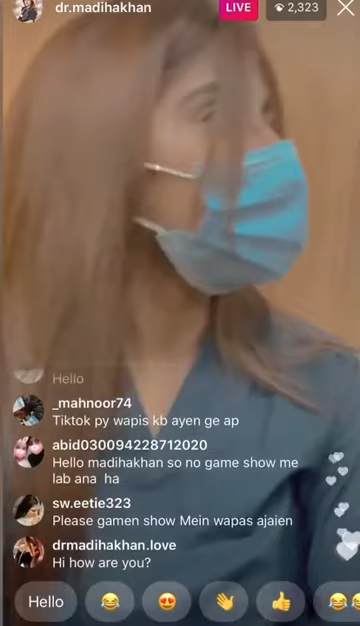 dr.madihakhan
LIVE
2,323
Hello
_mahnoor74
Tiktok py wapis kb ayen ge ap
abid030094228712020
Hello madihakhan so no game show me
lab ana ha
sw.eetie323
Please gamen show Mein wapas ajaien
drmadihakhan.love
Hi how are you?
Hello